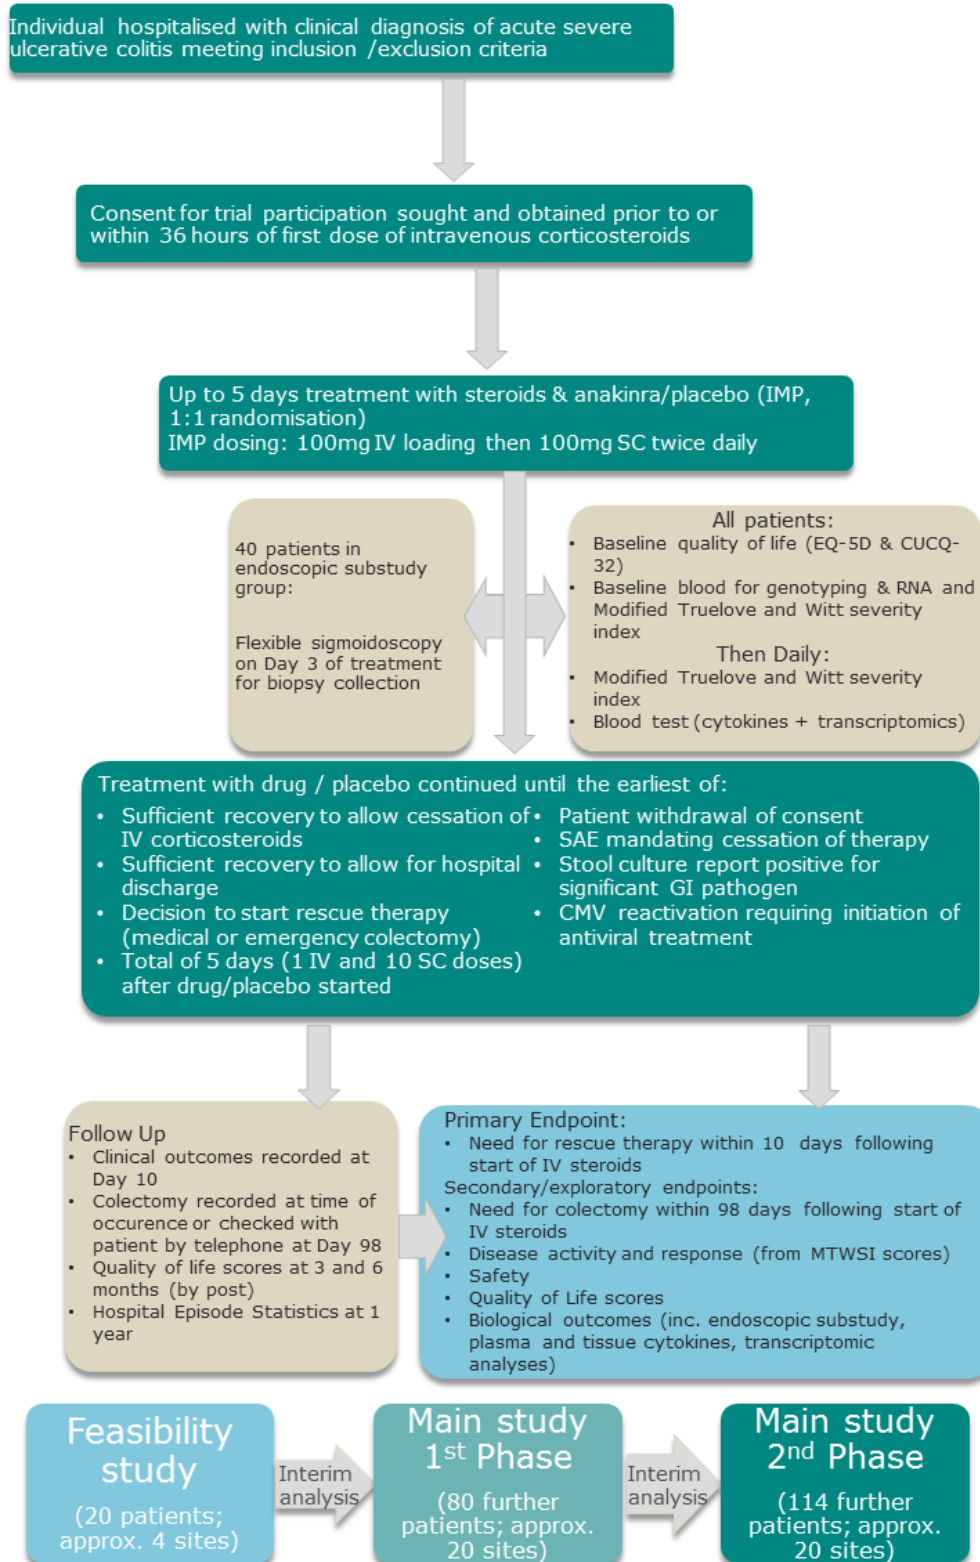 Individual hospitalised with clinical diagnosis of acute severe
ulcerative colitis meeting inclusion /exclusion criteria
Consent for trial participation sought and obtained prior to or
within 36 hours of first dose of intravenous corticosteroids
Up to 5 days treatment with steroids & anakinra/placebo (IMP,
1:1 randomisation)
IMP dosing: 100mg IV loading then 100mg SC twice daily
40 patients in
endoscopic substudy
group:
Flexible sigmoidoscopy
on Day 3 of treatment
for biopsy collection
All patients:
• Baseline quality of life (EQ-5D & CUCQ-
32)
• Baseline blood for genotyping & RNA and
Modified Truelove and Witt severity
index
Then Daily:
• Modified Truelove and Witt severity
index
• Blood test (cytokines + transcriptomics)
Treatment with drug / placebo continued until the earliest of:
• Sufficient recovery to allow cessation of
IV corticosteroids
• Sufficient recovery to allow for hospital
discharge
• Decision to start rescue therapy
(medical or emergency colectomy)
• Total of 5 days (1 IV and 10 SC doses)
after drug/placebo started
• Patient withdrawal of consent
• SAE mandating cessation of therapy
• Stool culture report positive for
significant GI pathogen
• CMV reactivation requiring initiation of
antiviral treatment
Follow Up
• Clinical outcomes recorded at
Day 10
• Colectomy recorded at time of
occurence or checked with
patient by telephone at Day 98
• Quality of life scores at 3 and 6
months (by post)
• Hospital Episode Statistics at 1
year
Primary Endpoint:
• Need for rescue therapy within 10 days following
start of IV steroids
Secondary/exploratory endpoints:
• Need for colectomy within 98 days following start of
IV steroids
• Disease activity and response (from MTWSI scores)
• Safety
• Quality of Life scores
• Biological outcomes (inc. endoscopic substudy,
plasma and tissue cytokines, transcriptomic
analyses)
Feasibility
study
(20 patients;
approx. 4 sites)
Interim
analysis
Main study
1st Phase
(80 further
patients; approx.
20 sites)
Interim
analysis
Main study
2nd Phase
(114 further
patients; approx.
20 sites)